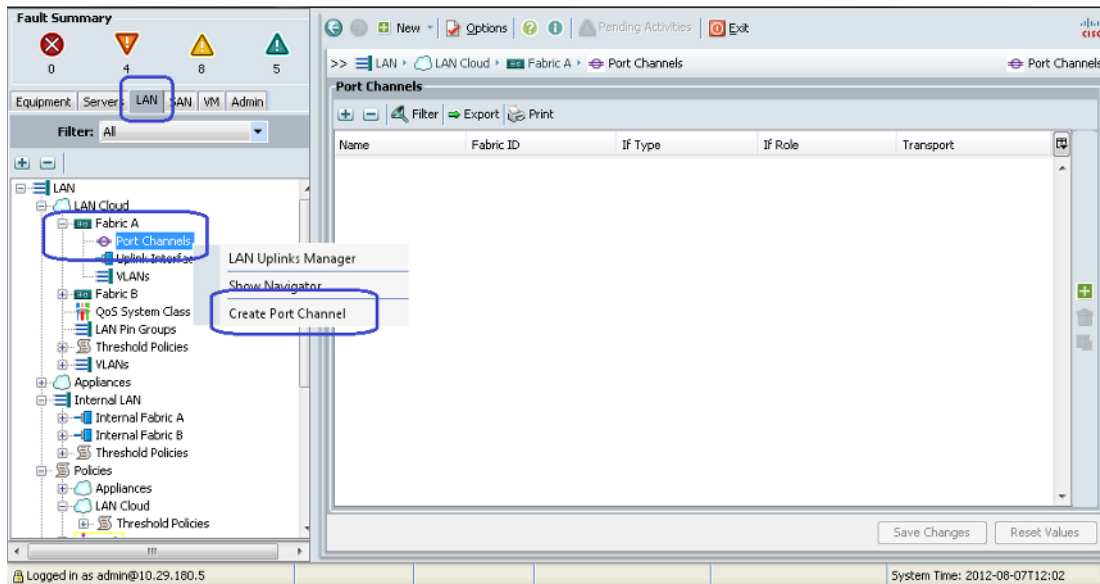 Fault Summary
0 4 8 5
Equipment Servers LAN SAN VM Admin
Filter: All
LAN
LAN Cloud
Fabric A
Port Channels
Uplink Interfac
VLANs
Fabric B
QoS System Class
LAN Pin Groups
Threshold Policies
VLANs
Appliances
Internal LAN
Internal Fabric A
Internal Fabric B
Threshold Policies
Policies
Appliances
LAN Cloud
Threshold Policies
LAN Uplinks Manager
Show Navigator
Create Port Channel
New Options Pending Activities Exit
cisco
>> LAN LAN Cloud Fabric A Port Channels Port Channels
Port Channels
Filter Export Print
Name Fabric ID If Type If Role Transport
Save Changes Reset Values
Logged in as admin@10.29.180.5 System Time: 2012-08-07T12:02